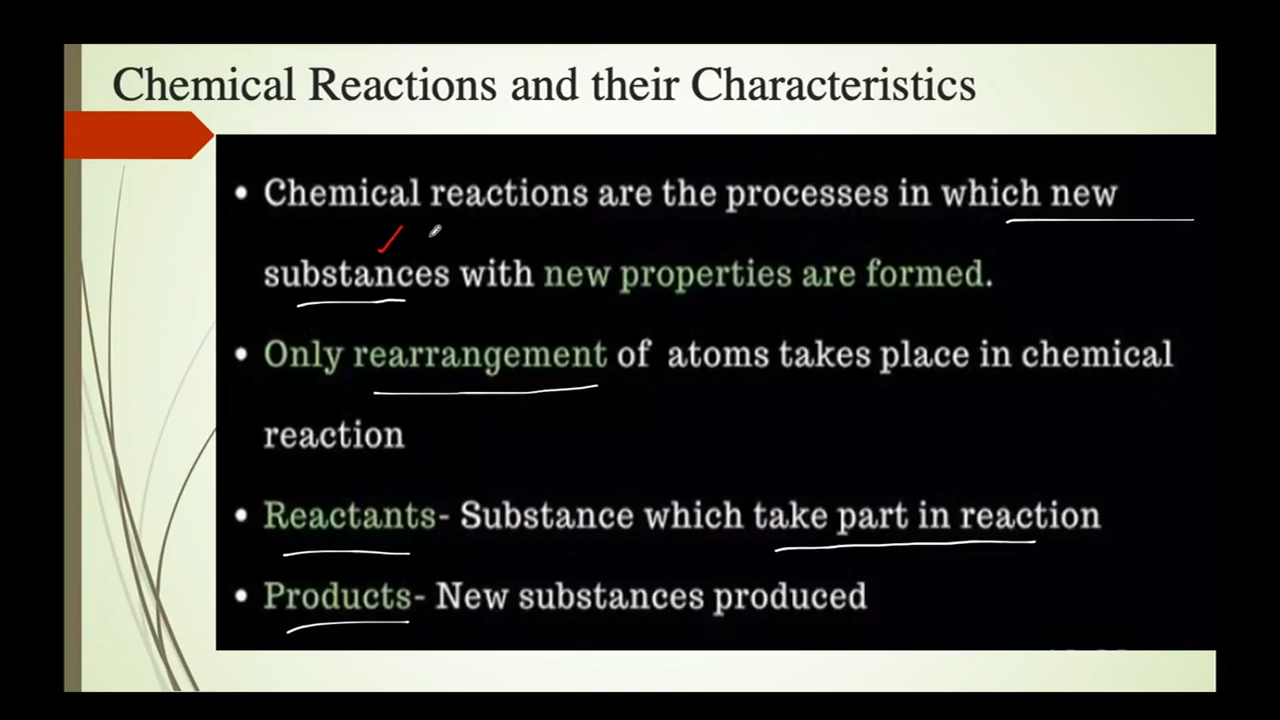 Chemical Reactions and their Characteristics
• Chemical reactions are the processes in which new
substances with new properties are formed.
• Only rearrangement of atoms takes place in chemical
reaction
• Reactants- Substance which take part in reaction
• Products- New substances produced